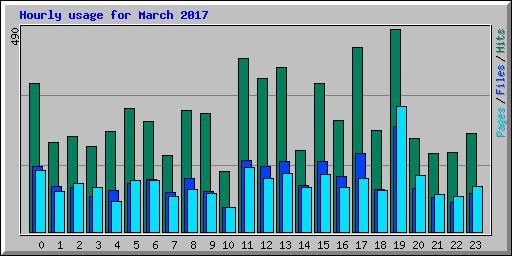 Hourly usage for March 2017
490
Pages / Files / Hits
0 1 2 3 4 5 6 7 8 9 10 11 12 13 14 15 16 17 18 19 20 21 22 23